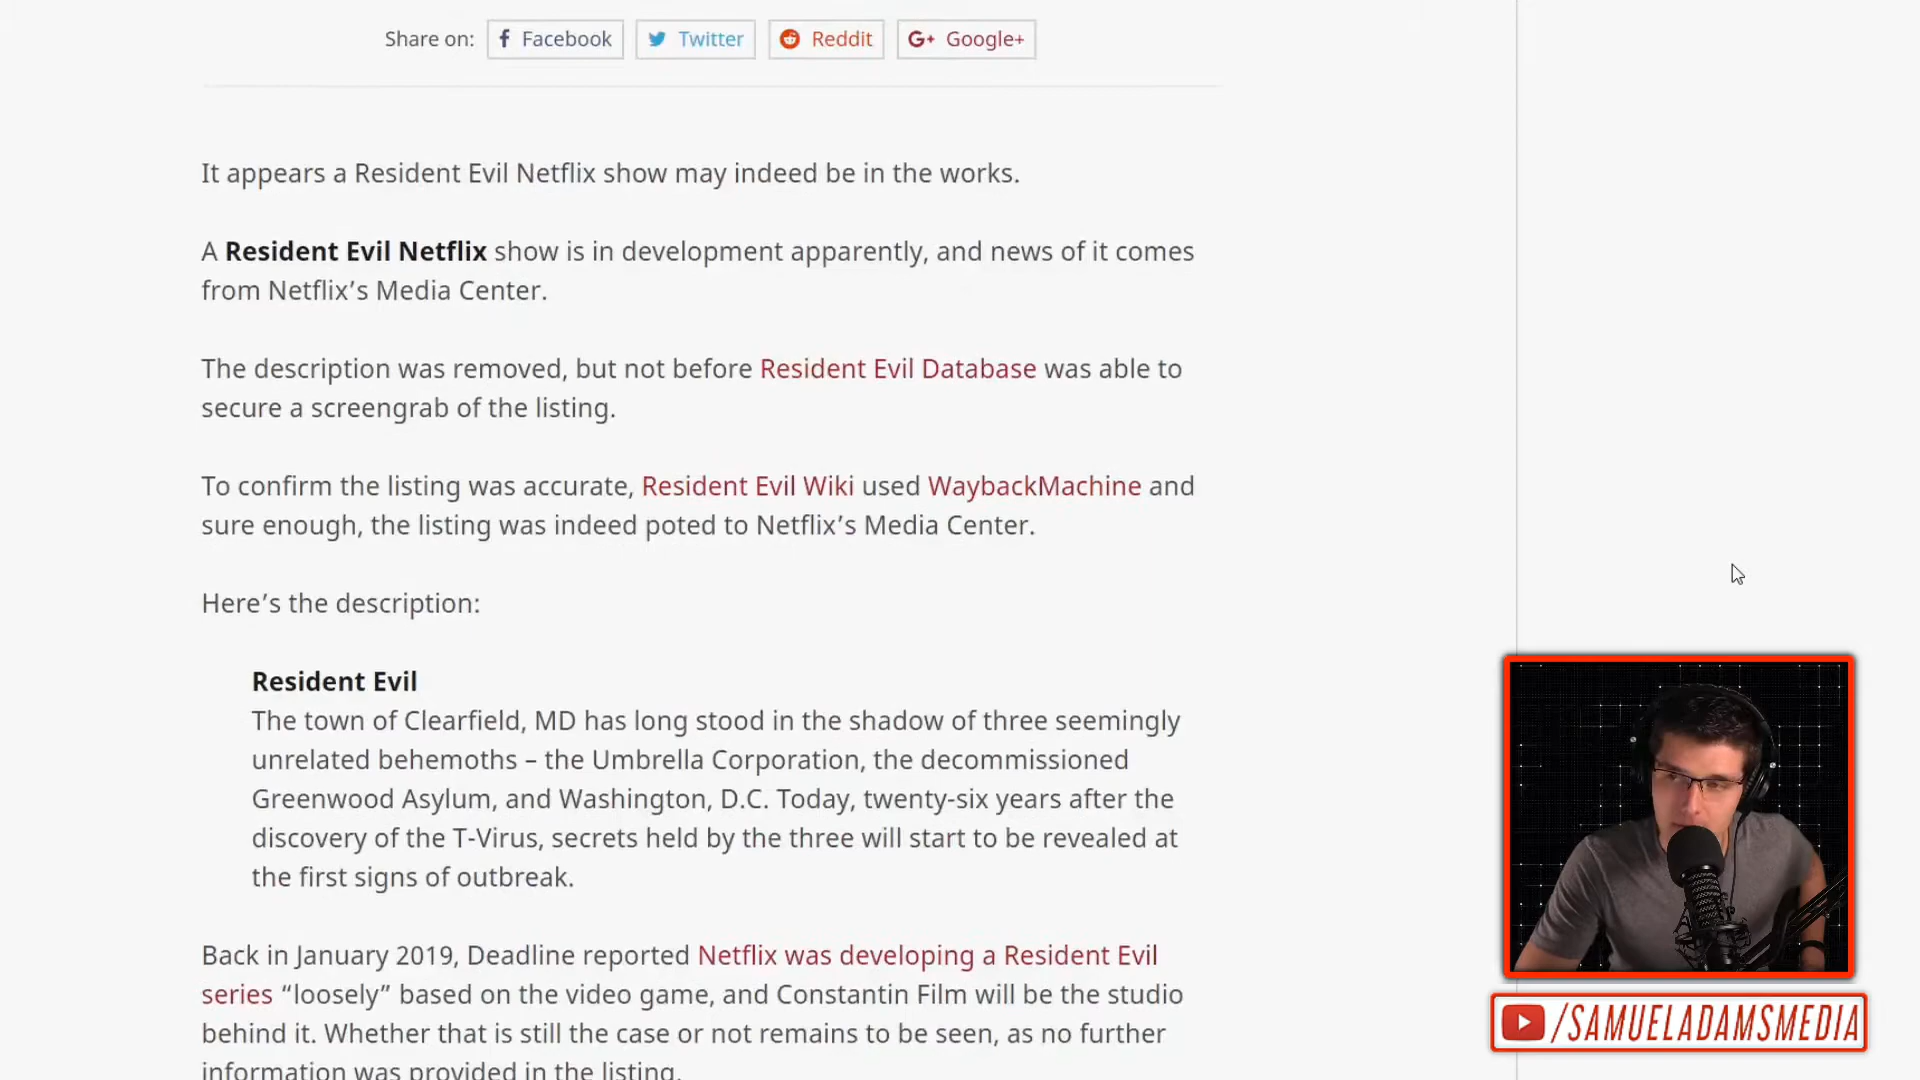 Share on: Facebook Twitter Reddit G+ Google+
It appears a Resident Evil Netflix show may indeed be in the works.
A Resident Evil Netflix show is in development apparently, and news of it comes
from Netflix’s Media Center.
The description was removed, but not before Resident Evil Database was able to
secure a screengrab of the listing.
To confirm the listing was accurate, Resident Evil Wiki used WaybackMachine and
sure enough, the listing was indeed poted to Netflix’s Media Center.
Here’s the description:
Resident Evil
The town of Clearfield, MD has long stood in the shadow of three seemingly
unrelated behemoths – the Umbrella Corporation, the decommissioned
Greenwood Asylum, and Washington, D.C. Today, twenty-six years after the
discovery of the T-Virus, secrets held by the three will start to be revealed at
the first signs of outbreak.
Back in January 2019, Deadline reported Netflix was developing a Resident Evil
series “loosely” based on the video game, and Constantin Film will be the studio
behind it. Whether that is still the case or not remains to be seen, as no further
information was provided in the listing.
/SAMUELADAMSMEDIA